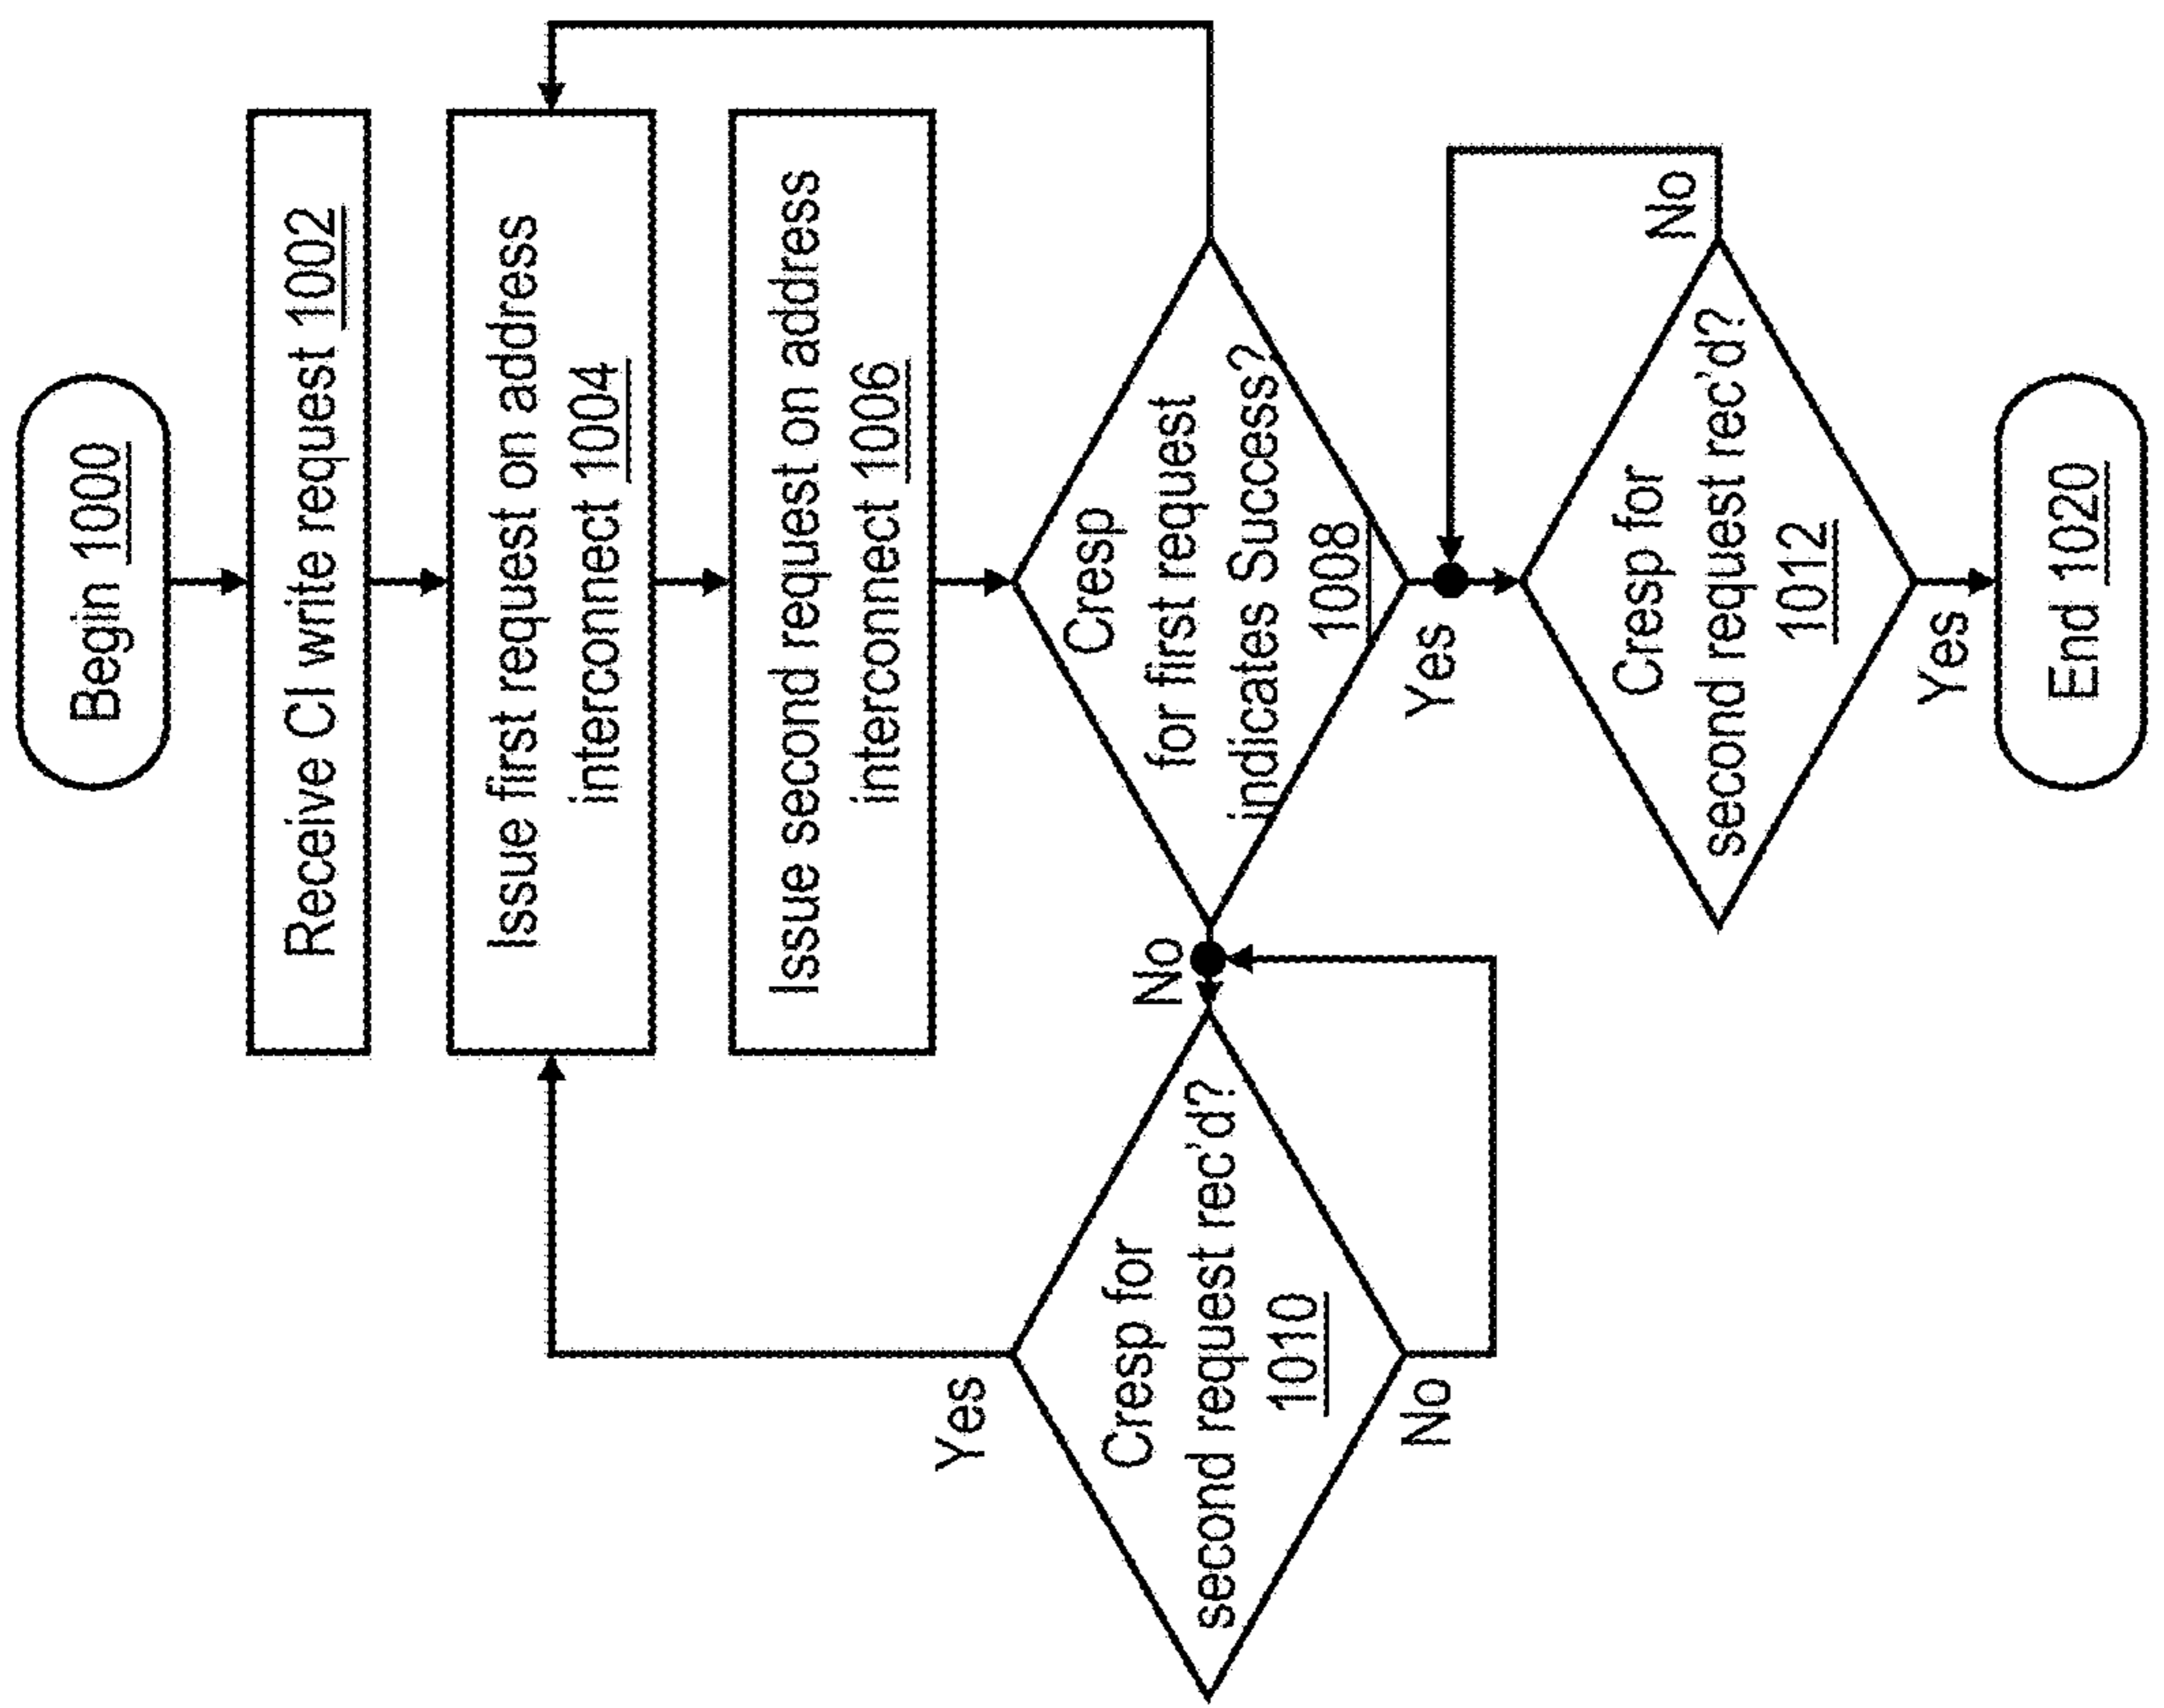 Begin 1000
Receive CI write request 1002
Issue first request on address
interconnect 1004
Issue second request on address
interconnect 1006
Cresp
for first request
indicates Success?
1008
No
Yes
Cresp for
second request rec'd?
1010
Yes
No
Cresp for
second request rec'd?
1012
No
Yes
End 1020